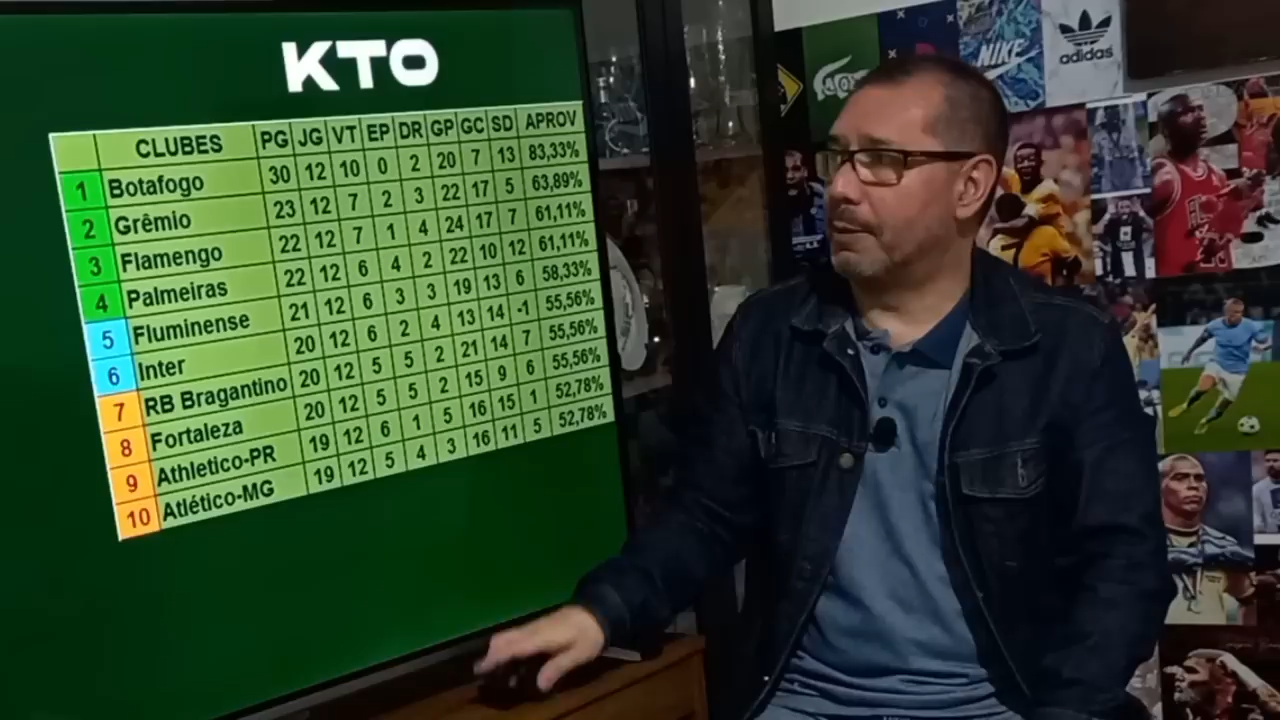 KTO
CLUBES PG JG VT EP DR GP GC SD APROV
1 Botafogo 30 12 10 0 2 20 7 13 83,33%
2 Grêmio 23 12 7 2 3 22 17 5 63,89%
3 Flamengo 22 12 7 1 4 24 17 7 61,11%
4 Palmeiras 22 12 6 4 2 22 10 12 61,11%
5 Fluminense 21 12 6 3 3 19 13 6 58,33%
6 Inter 20 12 6 2 4 13 14 -1 55,56%
7 RB Bragantino 20 12 5 5 2 21 14 7 55,56%
8 Fortaleza 20 12 5 5 2 15 9 6 55,56%
9 Athletico-PR 19 12 6 1 5 16 15 1 52,78%
10 Atlético-MG 19 12 5 4 3 16 11 5 52,78%
NIKE
adidas